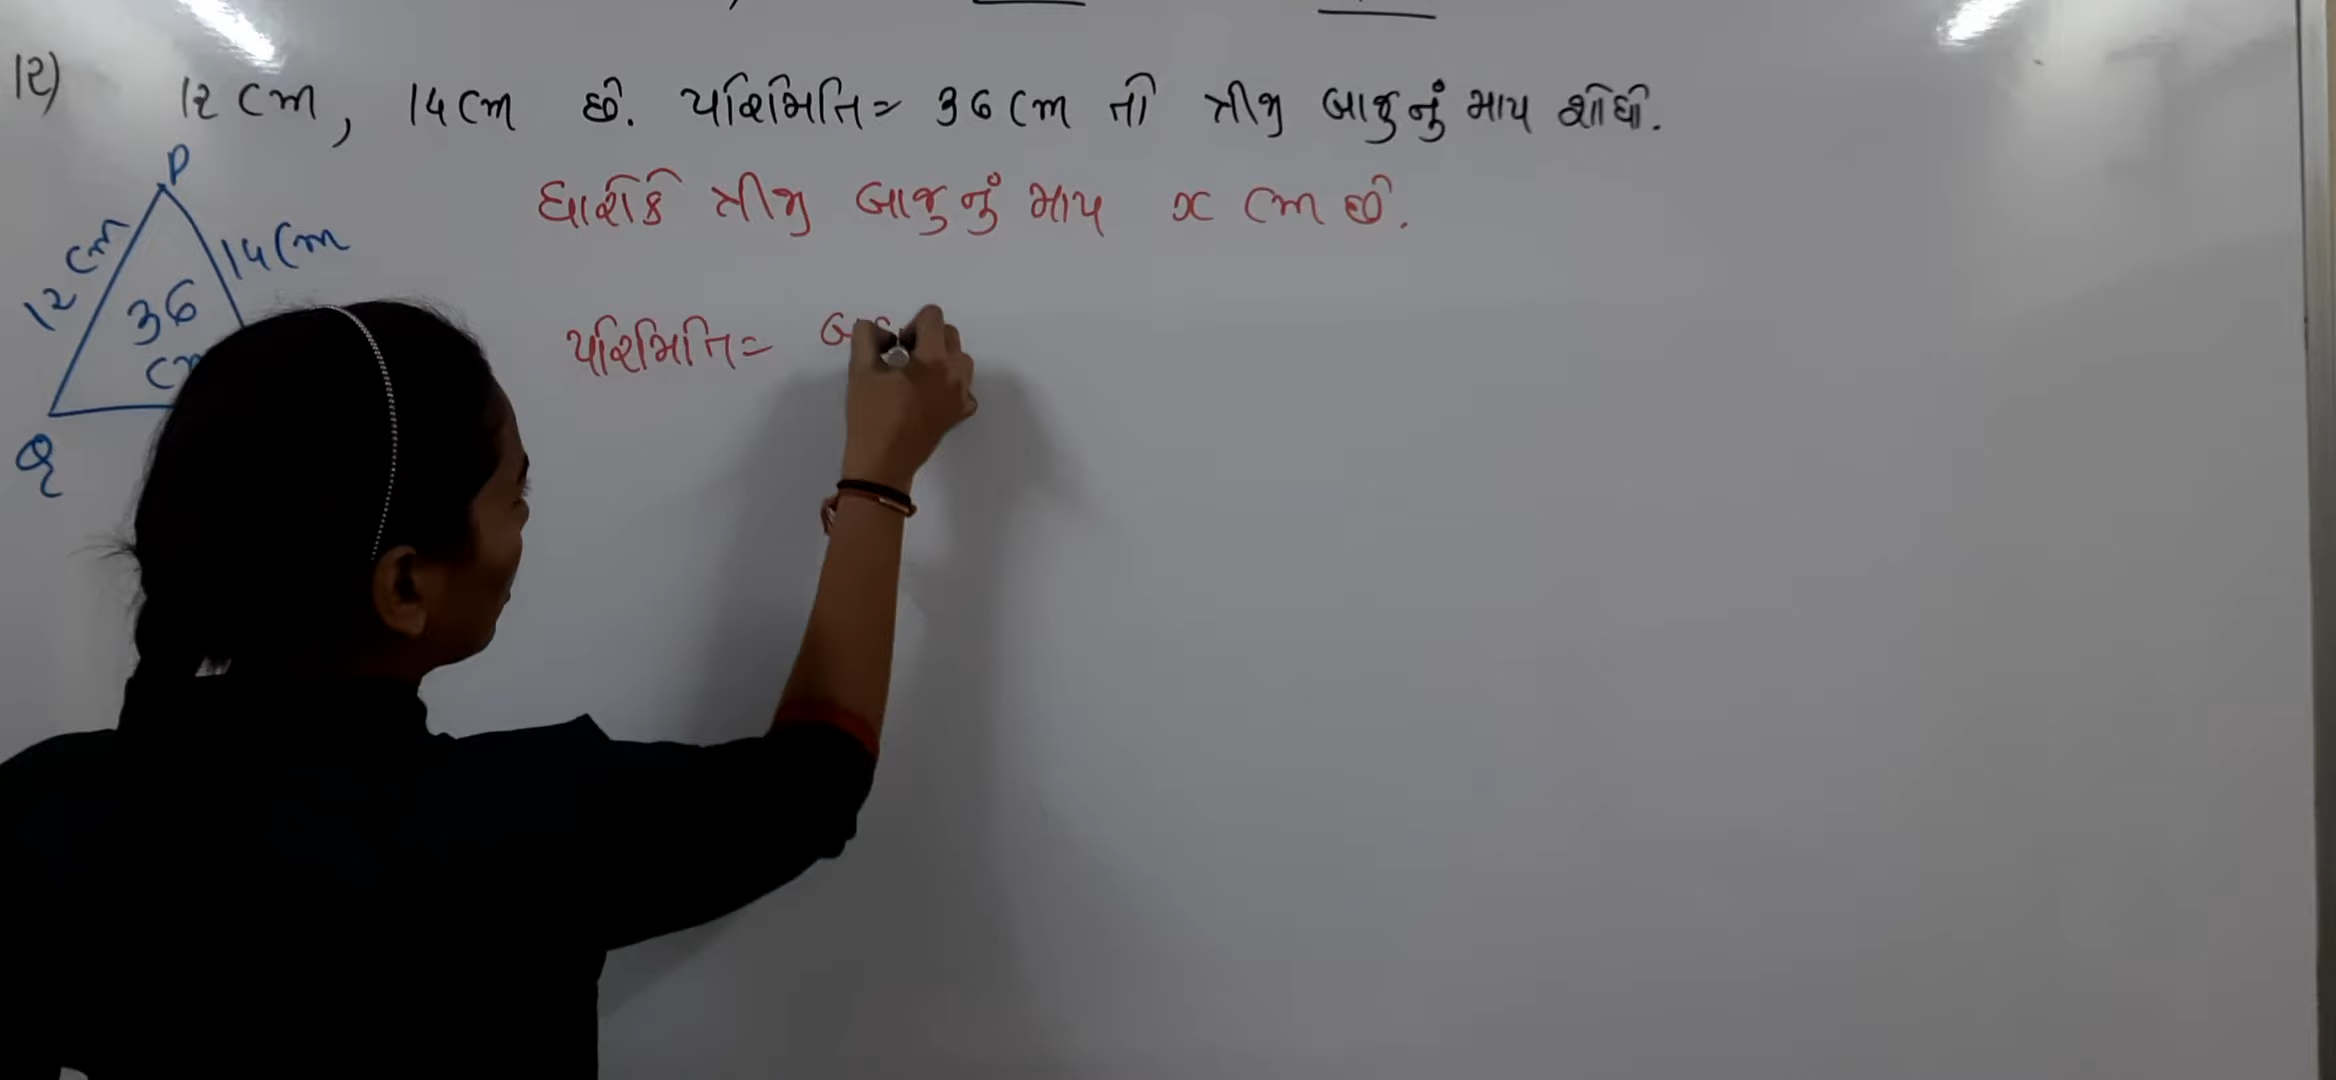 ૧૨)
૧૨ cm, ૧૪ cm છે. પરિમિતિ = ૩૬ cm તો ત્રીજી બાજુનું માપ શોધો.
ધારોકે ત્રીજી બાજુનું માપ x cm છે.
P
૧૨ cm
૧૪ cm
૩૬
પરિમિતિ =
Q